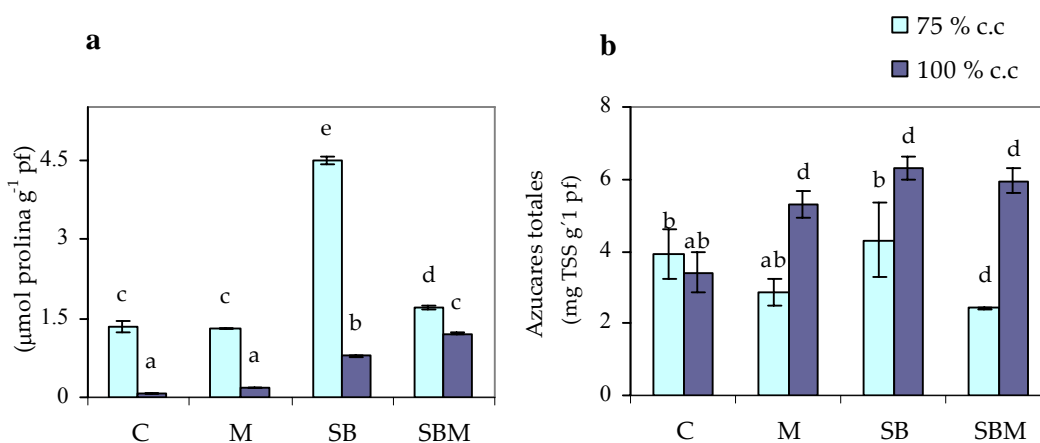 a
b
75 % c.c
100 % c.c
(µmol prolina g-1 pf)
4.5
3
1.5
0
c
a
c
a
e
b
d
c
C
M
SB
SBM
Azucares totales
(mg TSS g´1 pf)
8
6
4
2
0
b
ab
ab
d
b
d
d
d
C
M
SB
SBM